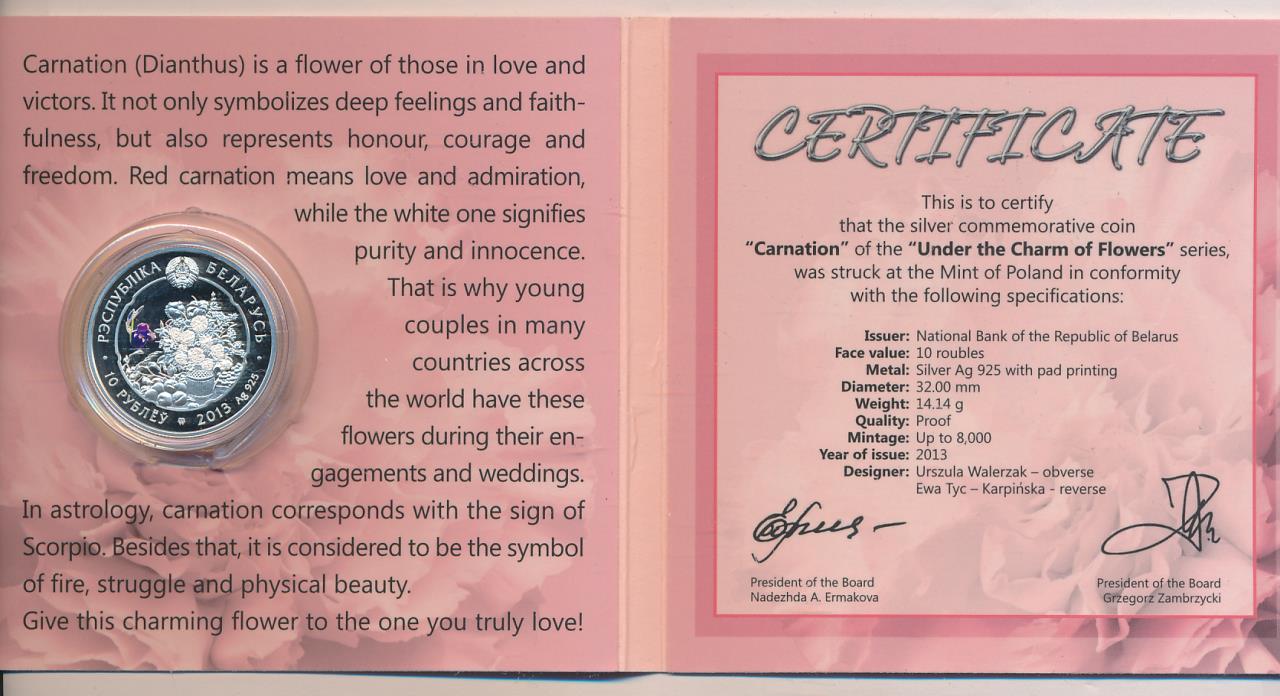 Carnation (Dianthus) is a flower of those in love and
victors. It not only symbolizes deep feelings and faith-
fulness, but also represents honour, courage and
freedom. Red carnation means love and admiration,
while the white one signifies
purity and innocence.
That is why young
couples in many
countries across
the world have these
flowers during their en-
gagements and weddings.
In astrology, carnation corresponds with the sign of
Scorpio. Besides that, it is considered to be the symbol
of fire, struggle and physical beauty.
Give this charming flower to the one you truly love!
РЭСПУБЛІКА БЕЛАРУСЬ
10 РУБЛЁЎ 2013 Ag 925
CERTIFICATE
This is to certify
that the silver commemorative coin
“Carnation” of the “Under the Charm of Flowers” series,
was struck at the Mint of Poland in conformity
with the following specifications:
Issuer: National Bank of the Republic of Belarus
Face value: 10 roubles
Metal: Silver Ag 925 with pad printing
Diameter: 32.00 mm
Weight: 14.14 g
Quality: Proof
Mintage: Up to 8,000
Year of issue: 2013
Designer: Urszula Walerzak – obverse
Ewa Tyc – Karpińska - reverse
President of the Board
Nadezhda A. Ermakova
President of the Board
Grzegorz Zambrzycki